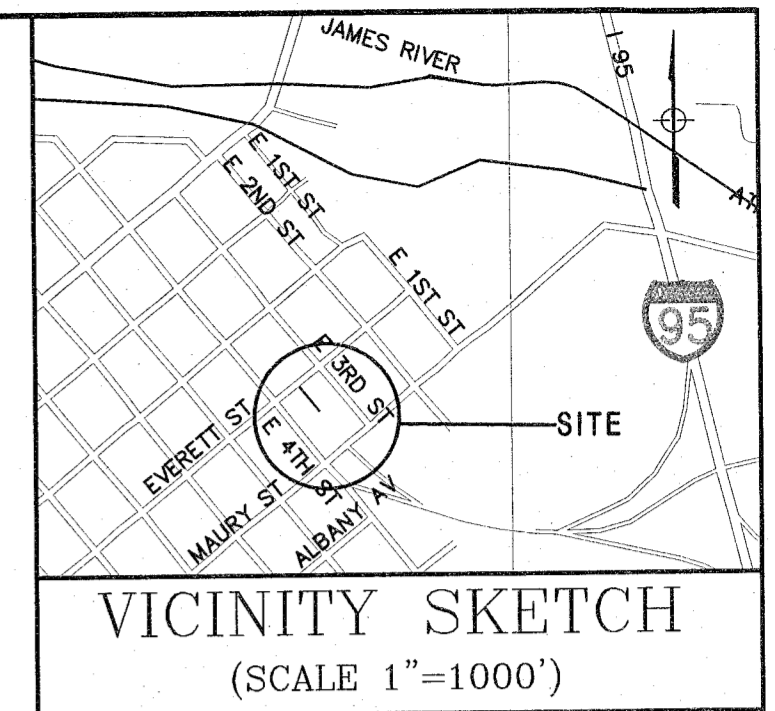 JAMES RIVER
I-95
E 1ST ST
E 2ND ST
E 1ST ST
95
E 3RD ST
SITE
EVERETT ST
E 4TH ST
MAURY ST
ALBANY AV
VICINITY SKETCH
(SCALE 1"=1000')